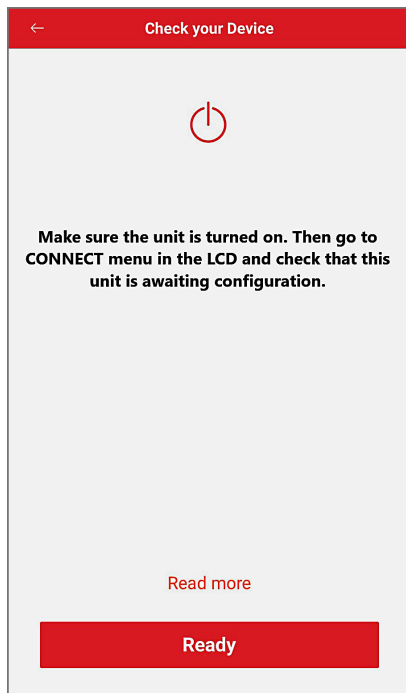 Check your Device
Make sure the unit is turned on. Then go to
CONNECT menu in the LCD and check that this
unit is awaiting configuration.
Read more
Ready